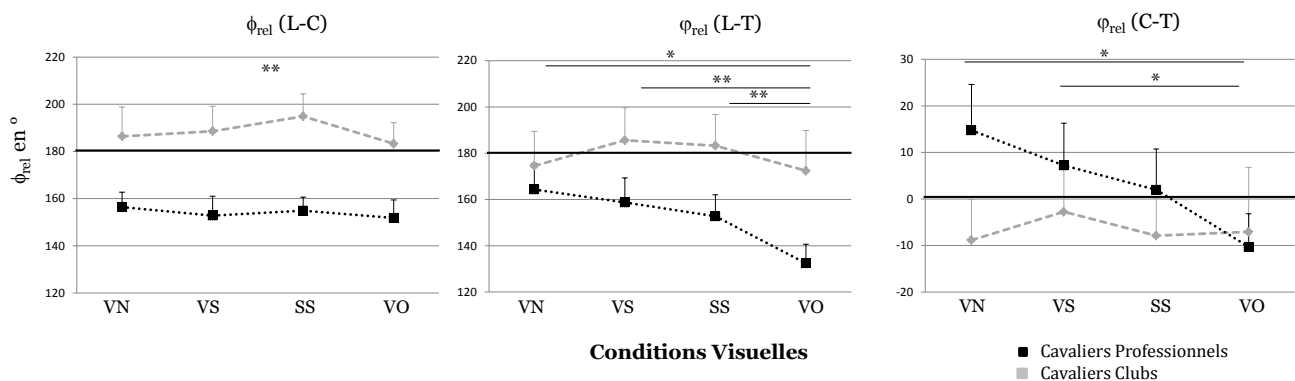 ϕrel (L-C)
φrel (L-T)
φrel (C-T)
ϕrel en °
220
200
180
160
140
120
**
VN VS SS VO
220
200
180
160
140
120
*
**
**
VN VS SS VO
30
20
10
0
-10
-20
*
*
VN VS SS VO
Conditions Visuelles
Cavaliers Professionnels
Cavaliers Clubs